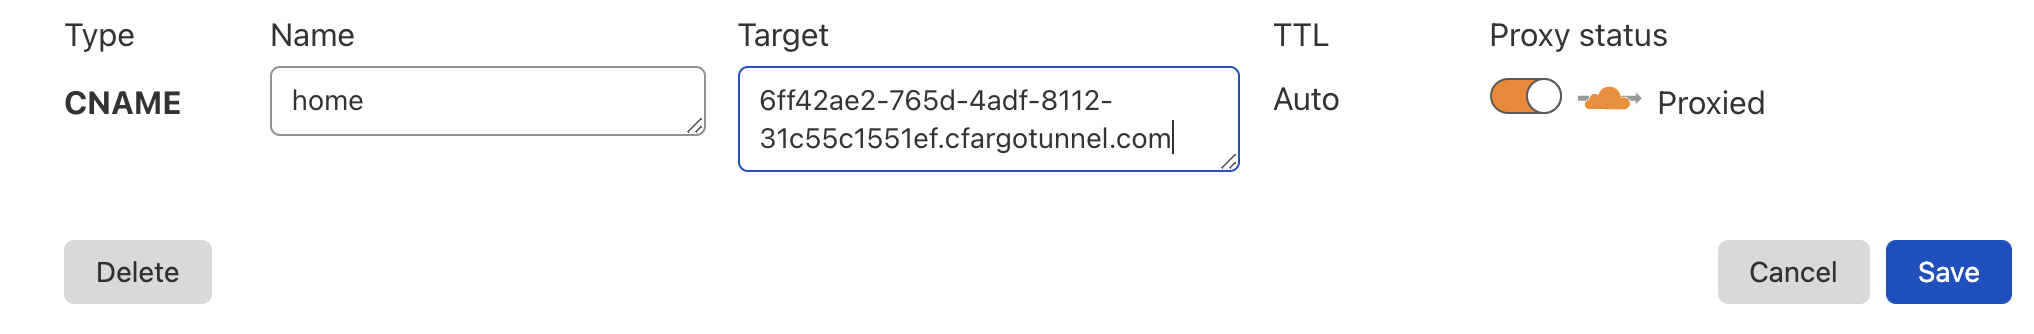 Type Name Target TTL Proxy status
CNAME home 6ff42ae2-765d-4adf-8112- Auto Proxied
31c55c1551ef.cfargotunnel.com
Delete Cancel Save